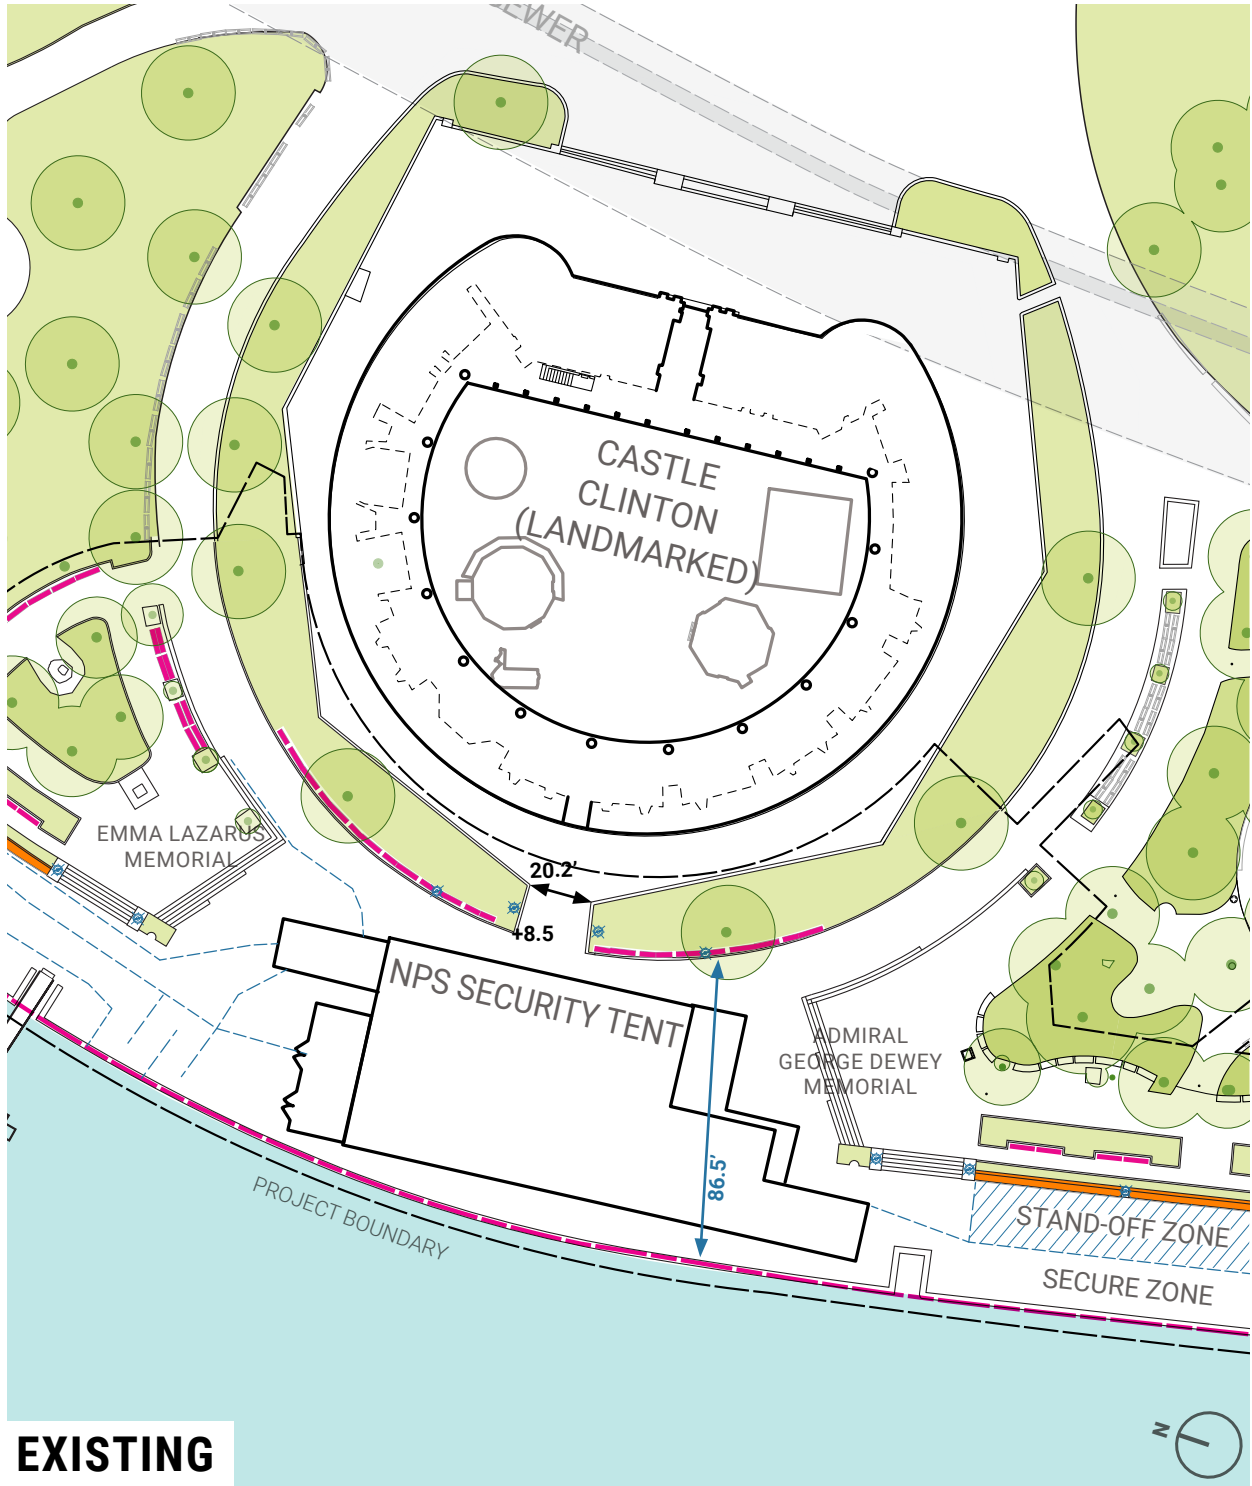 SEWER
CASTLE
CLINTON
(LANDMARKED)
EMMA LAZARUS
MEMORIAL
20.2'
+8.5
NPS SECURITY TENT
ADMIRAL
GEORGE DEWEY
MEMORIAL
86.5'
PROJECT BOUNDARY
STAND-OFF ZONE
SECURE ZONE
N
EXISTING